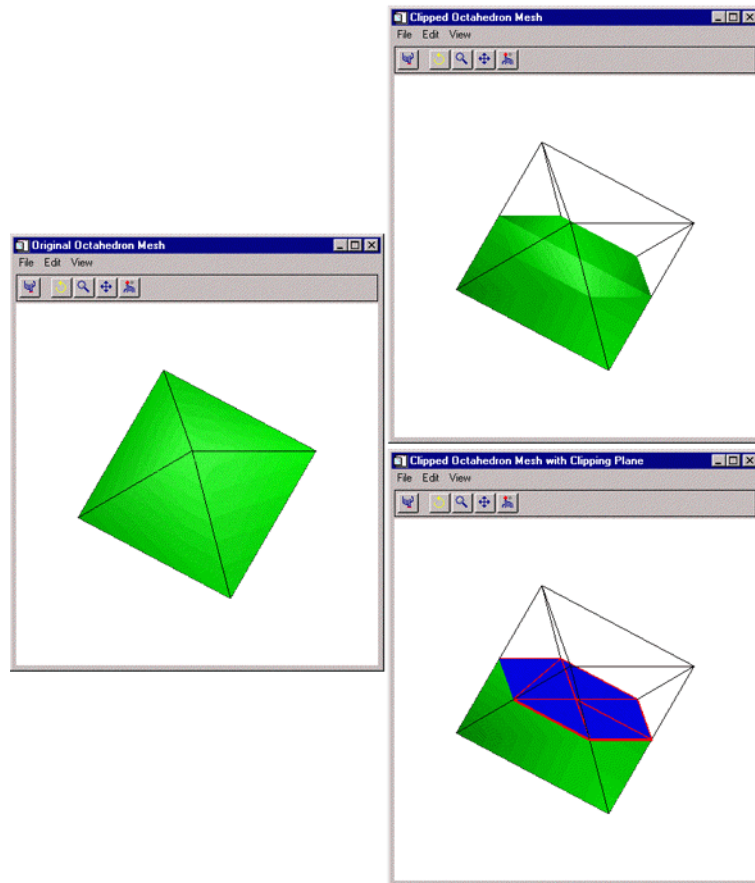 Clipped Octahedron Mesh
File Edit View
Original Octahedron Mesh
File Edit View
Clipped Octahedron Mesh with Clipping Plane
File Edit View